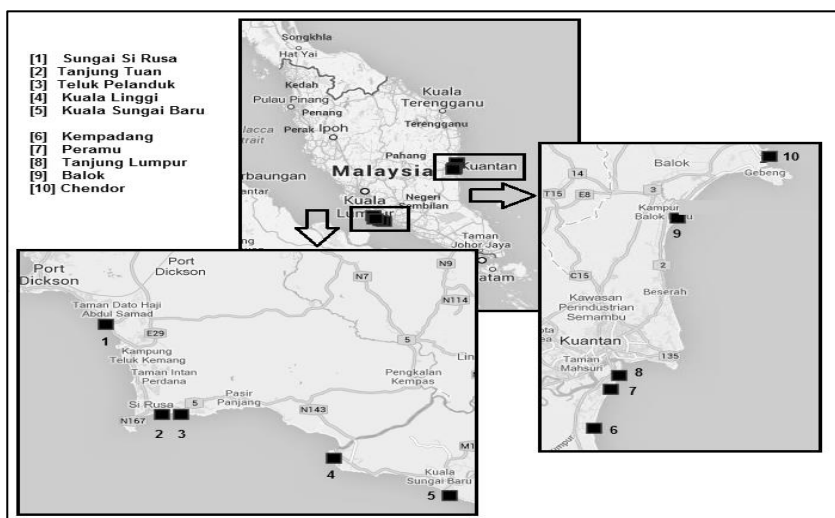 [1] Sungai Si Rusa
[2] Tanjung Tuan
[3] Teluk Pelanduk
[4] Kuala Linggi
[5] Kuala Sungai Baru
[6] Kempadang
[7] Peramu
[8] Tanjung Lumpur
[9] Balok
[10] Chendor
Songkhla
Hat Yai
Kedah
Pulau Pinang
Penang
Perak
Ipoh
Kuala
Terengganu
Terengganu
Pahang
Malaysia
Kuantan
Kuala
Lumpur
Negeri
Sembilan
Taman
Johor Jaya
Port
Dickson
Port
Dickson
N7
N9
N114
Taman Dato Haji
Abdul Samad
1
E29
Kampung
Teluk Kemang
Taman Intan
Perdana
5
Pengkalan
Kempas
Si Rusa
5
Pasir
Panjang
N143
N167
2
3
4
Kuala
Sungai Baru
5
Balok
10
Gebeng
14
T15
E8
3
Kampung
9
2
C15
Beserah
Kawasan
Perindustrian
Semambu
Kuantan
Taman
Mahsuri
135
8
7
6